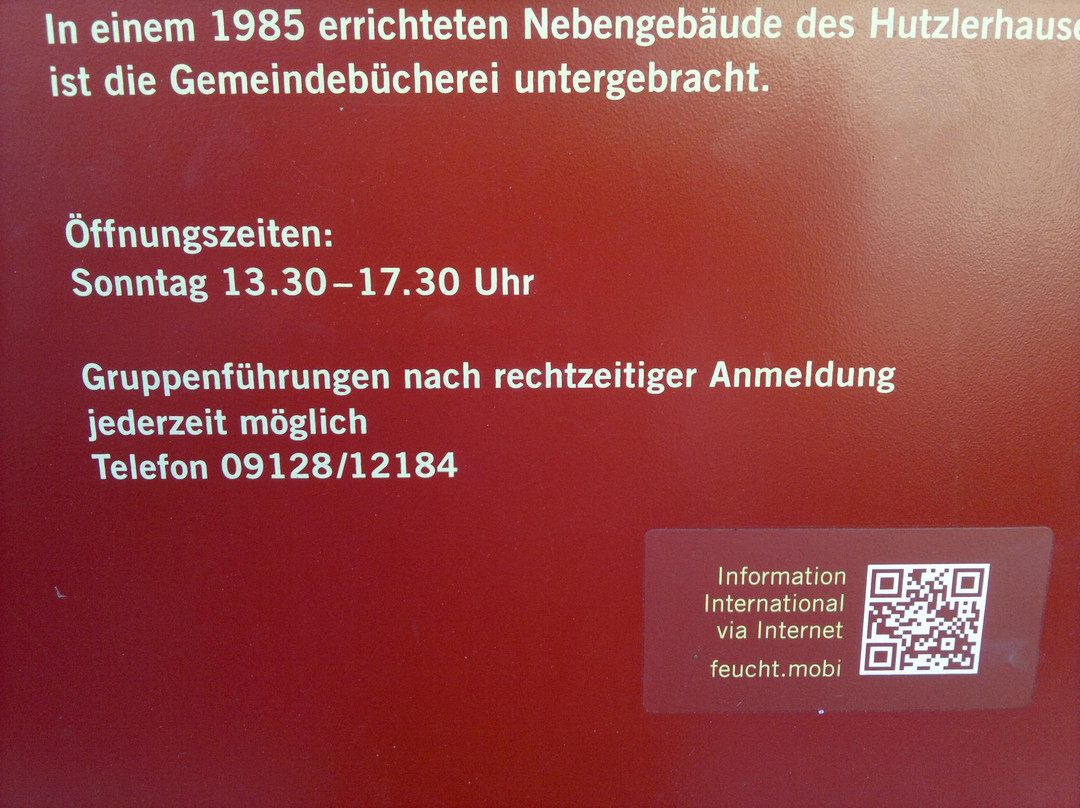 In einem 1985 errichteten Nebengebäude des Hutzlerhause
ist die Gemeindebücherei untergebracht.
Öffnungszeiten:
Sonntag 13.30–17.30 Uhr
Gruppenführungen nach rechtzeitiger Anmeldung
jederzeit möglich
Telefon 09128/12184
Information
International
via Internet
feucht.mobi